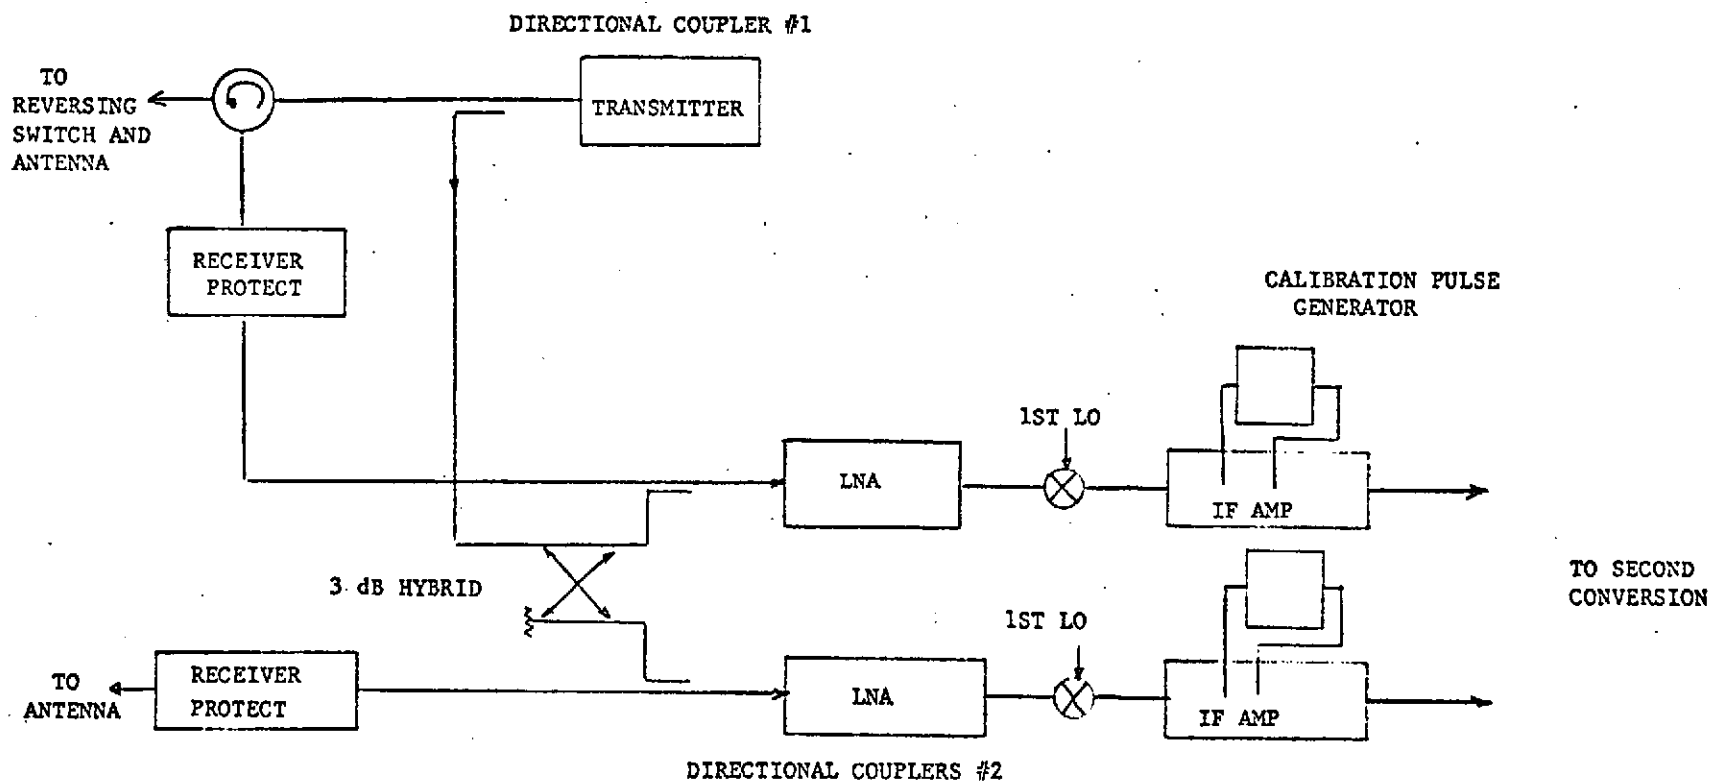 DIRECTIONAL COUPLER #1
TO
REVERSING
SWITCH AND
ANTENNA
TRANSMITTER
RECEIVER
PROTECT
CALIBRATION PULSE
GENERATOR
1ST LO
LNA
IF AMP
3 dB HYBRID
TO SECOND
CONVERSION
1ST LO
TO
ANTENNA
RECEIVER
PROTECT
LNA
IF AMP
DIRECTIONAL COUPLERS #2